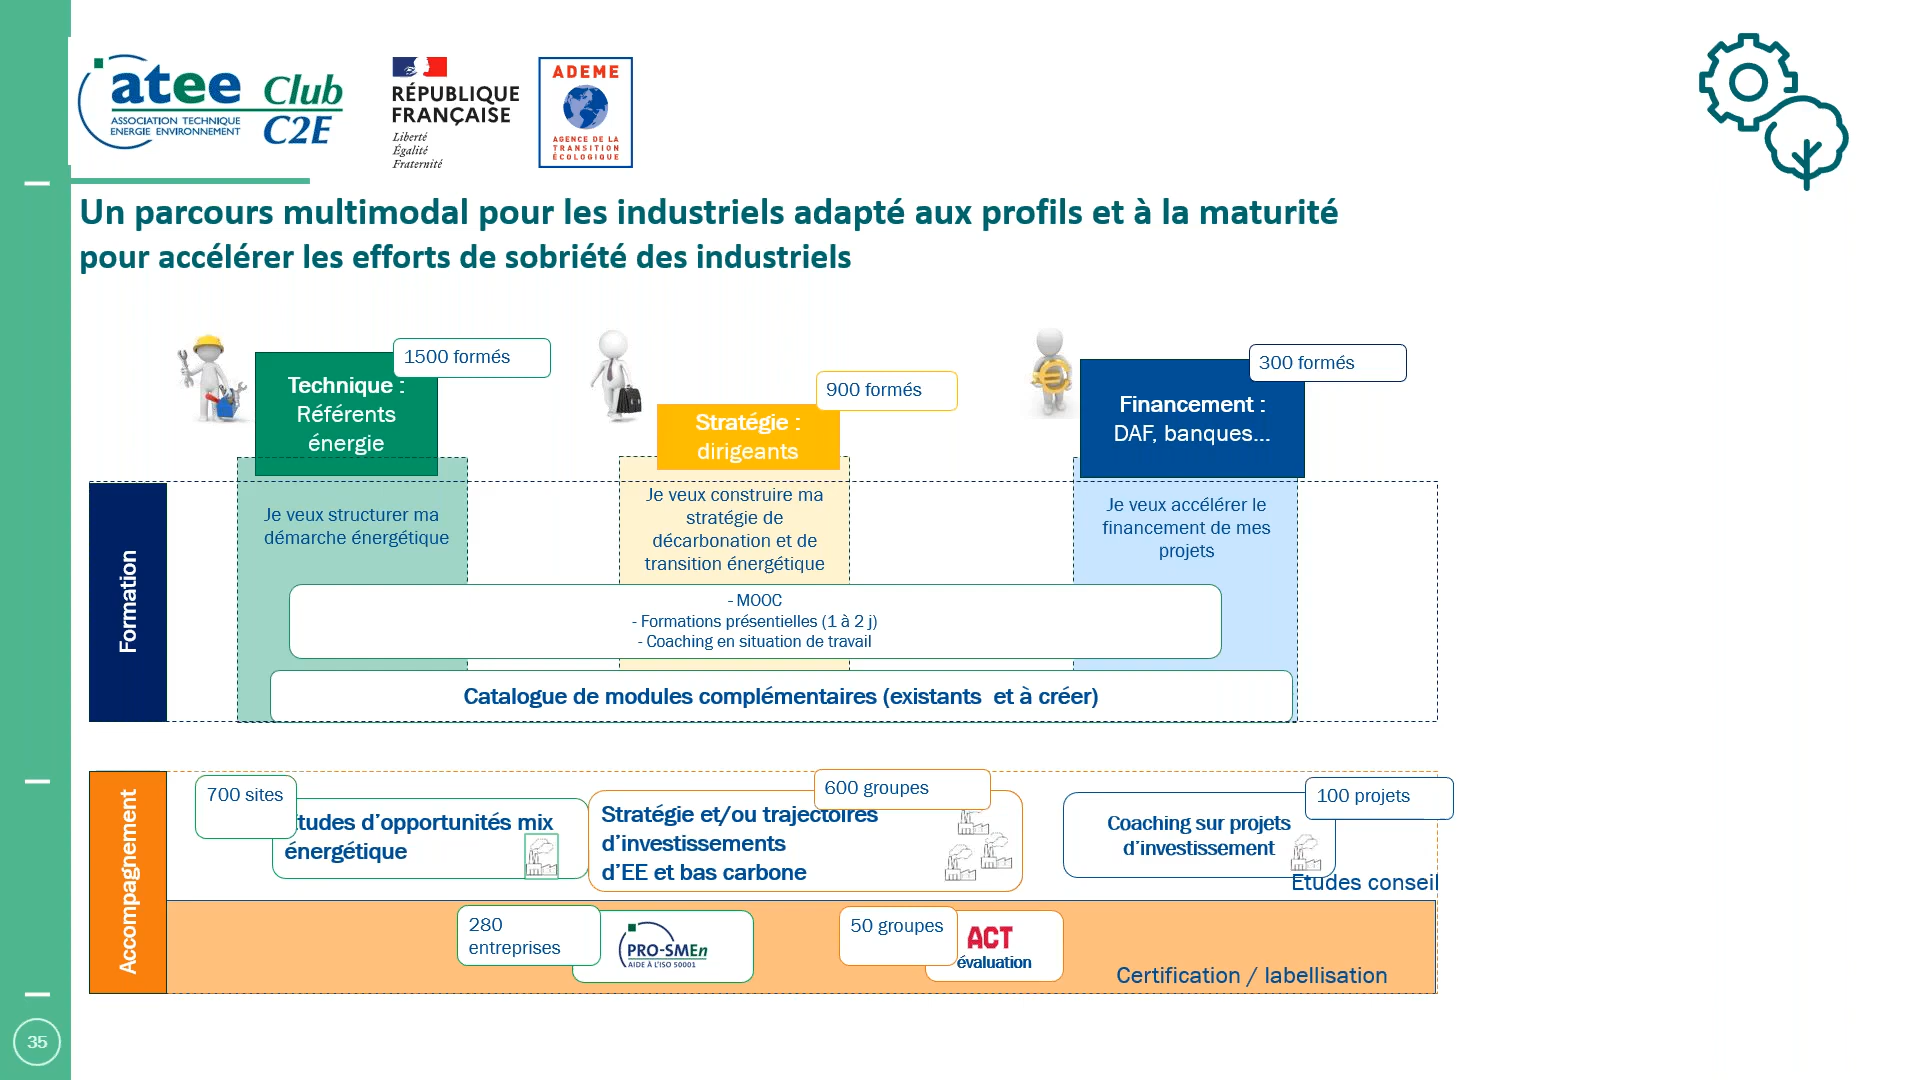 atee
ASSOCIATION TECHNIQUE
ENERGIE ENVIRONNEMENT
Club
C2E
RÉPUBLIQUE
FRANÇAISE
Liberté
Égalité
Fraternité
ADEME
AGENCE DE LA
TRANSITION
ÉCOLOGIQUE
Un parcours multimodal pour les industriels adapté aux profils et à la maturité
pour accélérer les efforts de sobriété des industriels
1500 formés
Technique :
Référents
énergie
900 formés
Stratégie :
dirigeants
300 formés
Financement :
DAF, banques...
Formation
Je veux structurer ma
démarche énergétique
Je veux construire ma
stratégie de
décarbonation et de
transition énergétique
Je veux accélérer le
financement de mes
projets
- MOOC
- Formations présentielles (1 à 2 j)
- Coaching en situation de travail
Catalogue de modules complémentaires (existants et à créer)
Accompagnement
700 sites
Etudes d'opportunités mix
énergétique
600 groupes
Stratégie et/ou trajectoires
d'investissements
d'EE et bas carbone
100 projets
Coaching sur projets
d'investissement
Etudes conseil
280
entreprises
PRO-SMEn
AIDE À L'ISO 50001
50 groupes
ACT
évaluation
Certification / labellisation
35